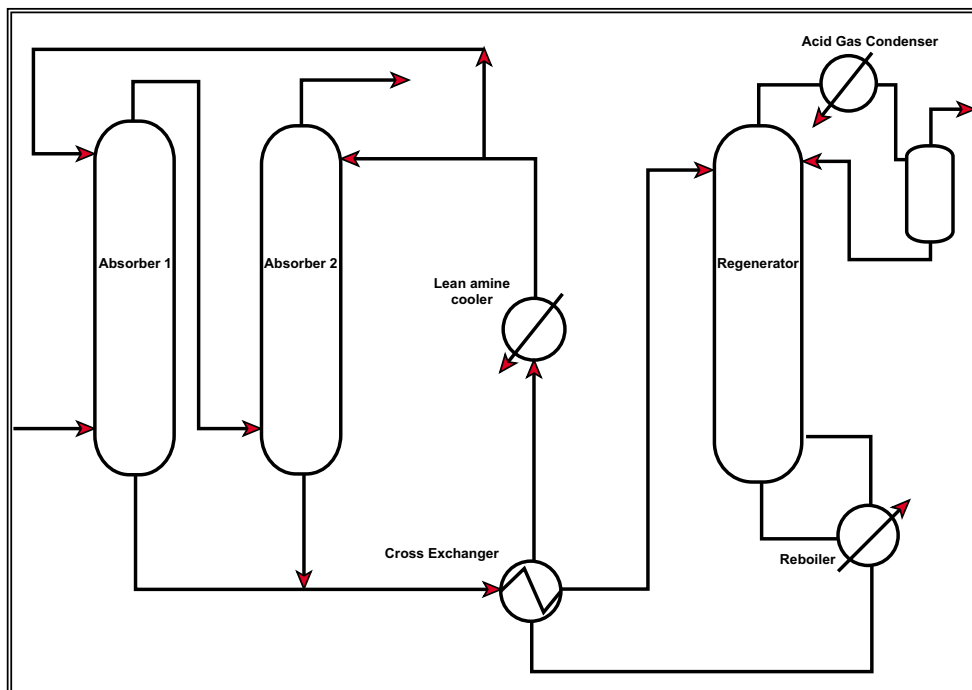 Acid Gas Condenser
Absorber 1
Absorber 2
Regenerator
Lean amine
cooler
Cross Exchanger
Reboiler